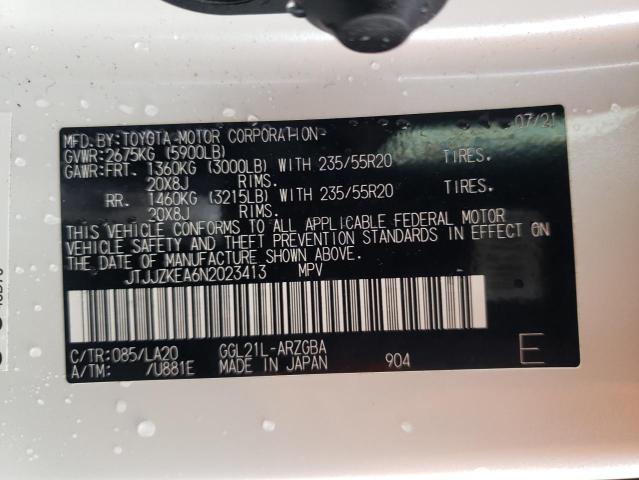 MFD.BY:TOYOTA MOTOR CORPORATION 07/21
GVWR:2675KG (5900LB)
GAWR:FRT. 1360KG (3000LB) WITH 235/55R20 TIRES.
20X8J RIMS.
RR. 1460KG (3215LB) WITH 235/55R20 TIRES.
20X8J RIMS.
THIS VEHICLE CONFORMS TO ALL APPLICABLE FEDERAL MOTOR
VEHICLE SAFETY AND THEFT PREVENTION STANDARDS IN EFFECT ON
THE DATE OF MANUFACTURE SHOWN ABOVE.
JTJJZKEA6N2023413 MPV
C/TR:085/LA20 GGL21L-ARZGBA
A/TM: /U881E MADE IN JAPAN 904 E